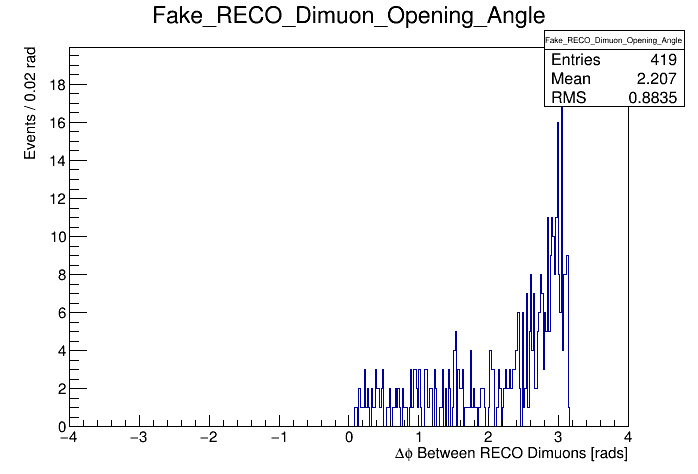 Fake_RECO_Dimuon_Opening_Angle
Fake_RECO_Dimuon_Opening_Angle
Entries 419
Mean 2.207
RMS 0.8835
Events / 0.02 rad
18
16
14
12
10
8
6
4
2
0
−4 −3 −2 −1 0 1 2 3 4
Δϕ Between RECO Dimuons [rads]